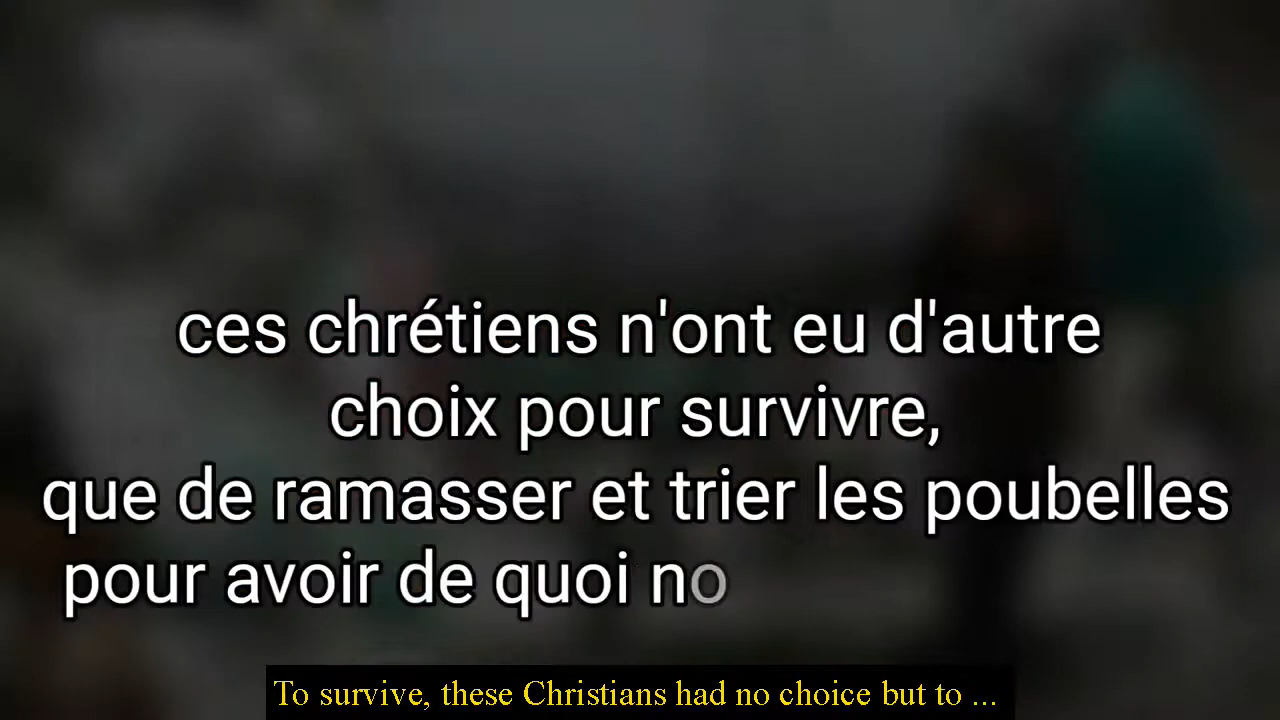 ces chrétiens n'ont eu d'autre
choix pour survivre,
que de ramasser et trier les poubelles
pour avoir de quoi no
To survive, these Christians had no choice but to ...